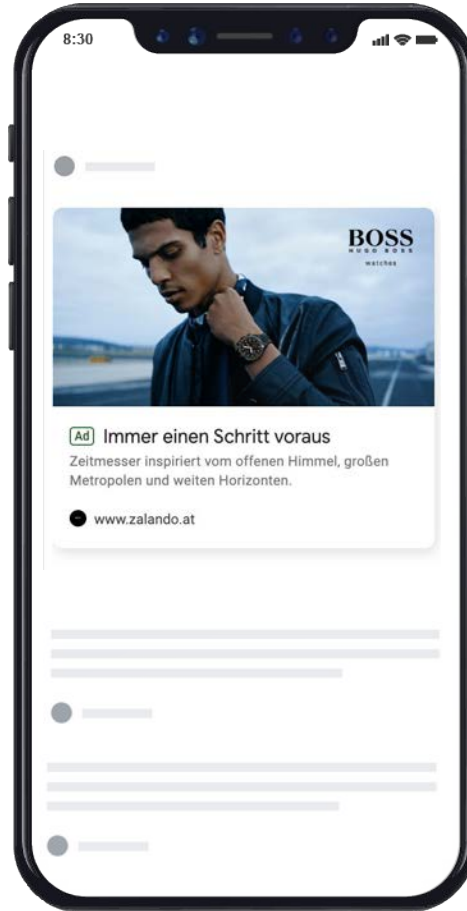 8:30
BOSS
HUGO BOSS
watches
Ad Immer einen Schritt voraus
Zeitmesser inspiriert vom offenen Himmel, großen
Metropolen und weiten Horizonten.
www.zalando.at